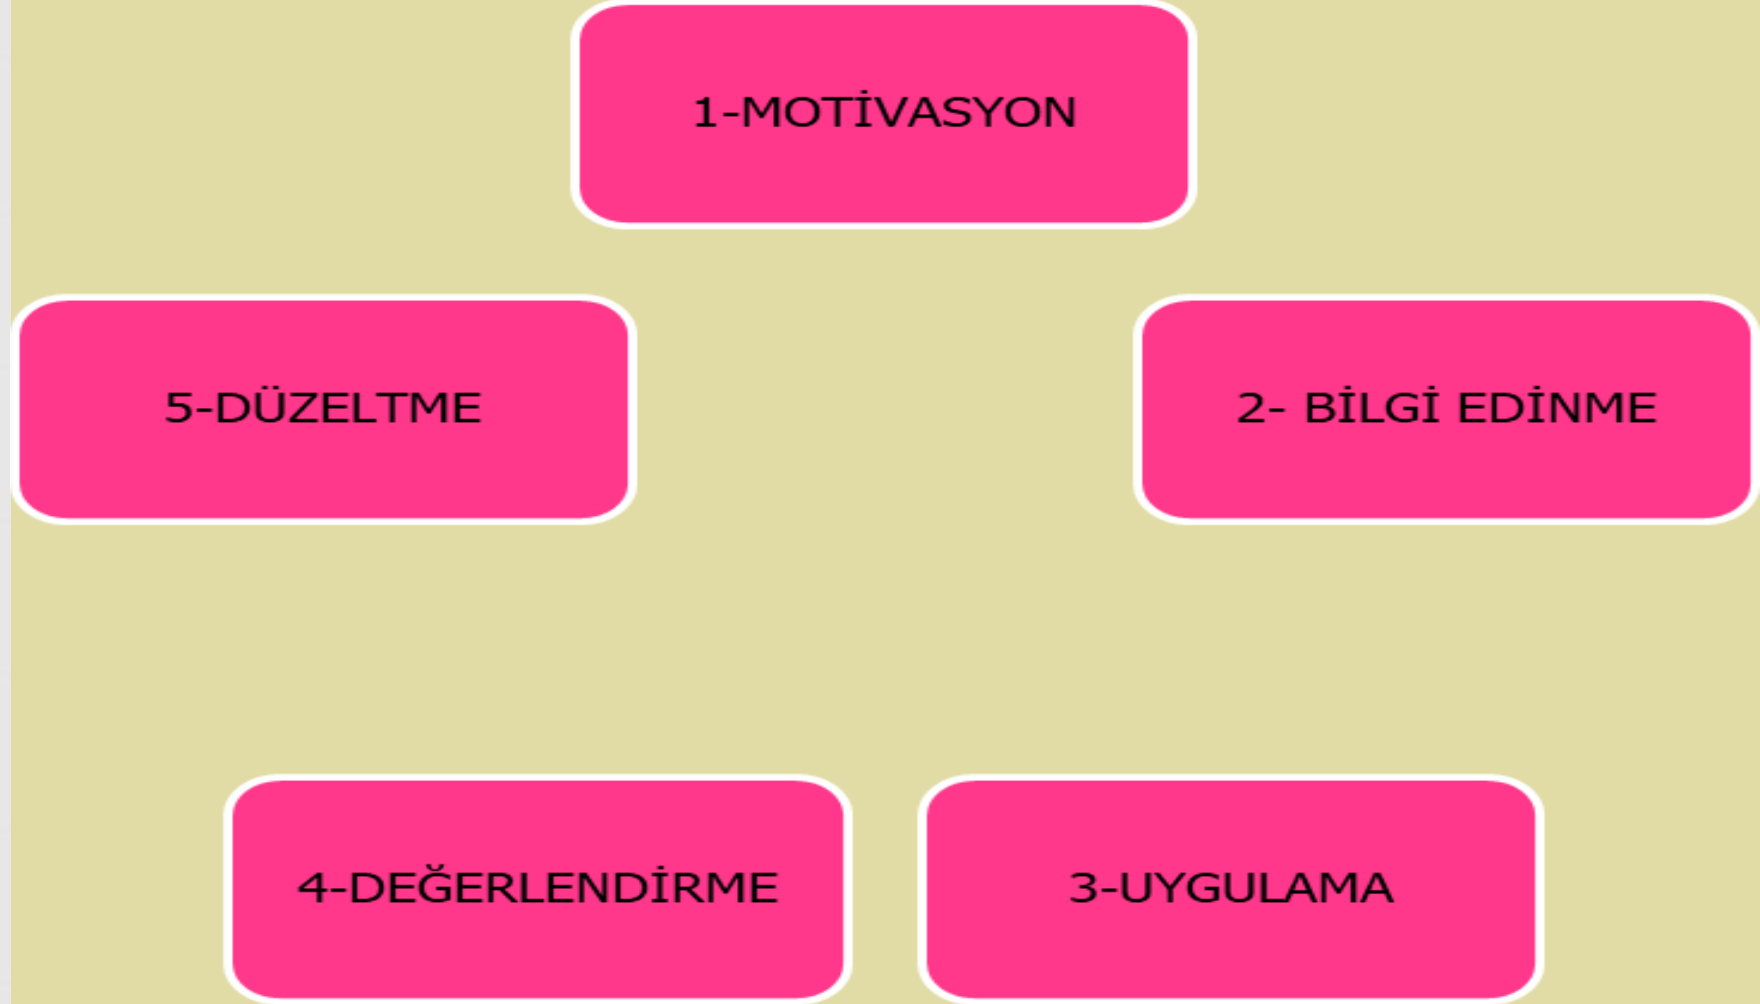 1-MOTİVASYON
2- BİLGİ EDİNME
3-UYGULAMA
4-DEĞERLENDİRME
5-DÜZELTME